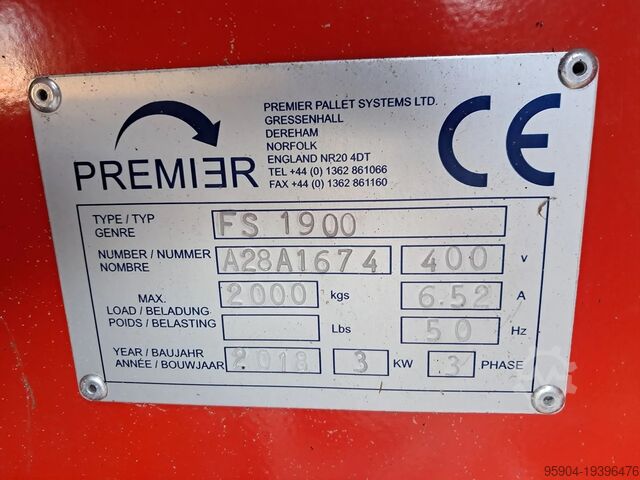 PREMIER
PREMIER PALLET SYSTEMS LTD.
GRESSENHALL
DEREHAM
NORFOLK
ENGLAND NR20 4DT
TEL +44 (0) 1362 861066
FAX +44 (0) 1362 861160
CE
TYPE / TYP
GENRE
FS 1900
NUMBER / NUMMER
NOMBRE
A28A1674 400 V
MAX.
LOAD / BELADUNG
POIDS / BELASTING
2000 kgs 6.52 A
Lbs 50 Hz
YEAR / BAUJAHR
ANNÉE / BOUWJAAR
2018 3 KW 3 PHASE
95904-19396476